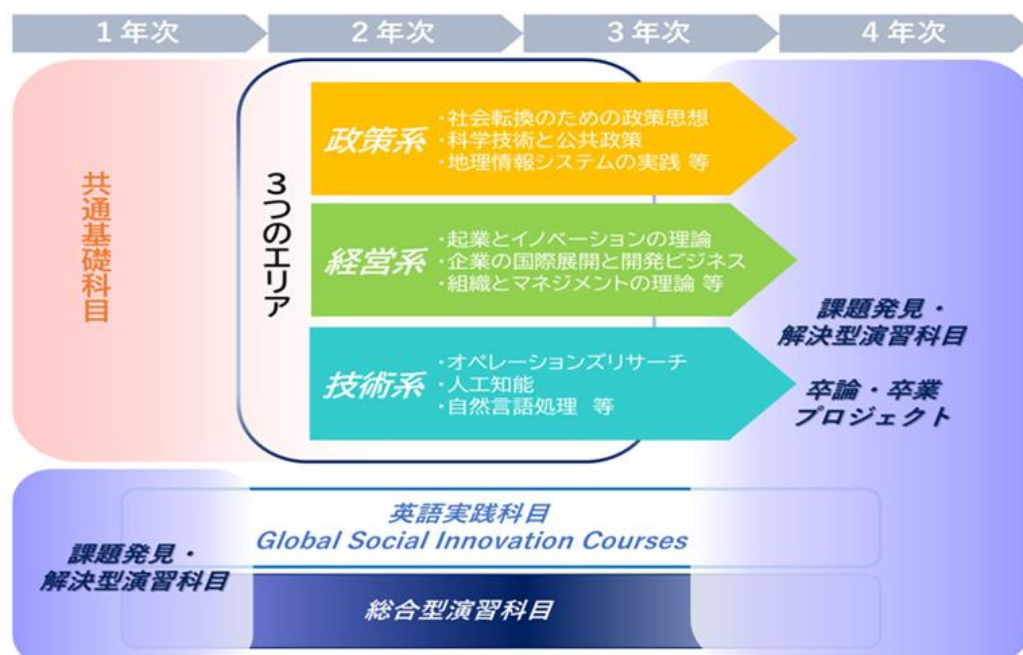 1年次
2年次
3年次
4年次
共通基礎科目
3つのエリア
政策系
・社会転換のための政策思想
・科学技術と公共政策
・地理情報システムの実践 等
経営系
・起業とイノベーションの理論
・企業の国際展開と開発ビジネス
・組織とマネジメントの理論 等
技術系
・オペレーションズリサーチ
・人工知能
・自然言語処理 等
課題発見・
解決型演習科目
卒論・卒業
プロジェクト
課題発見・
解決型演習科目
英語実践科目
Global Social Innovation Courses
総合型演習科目